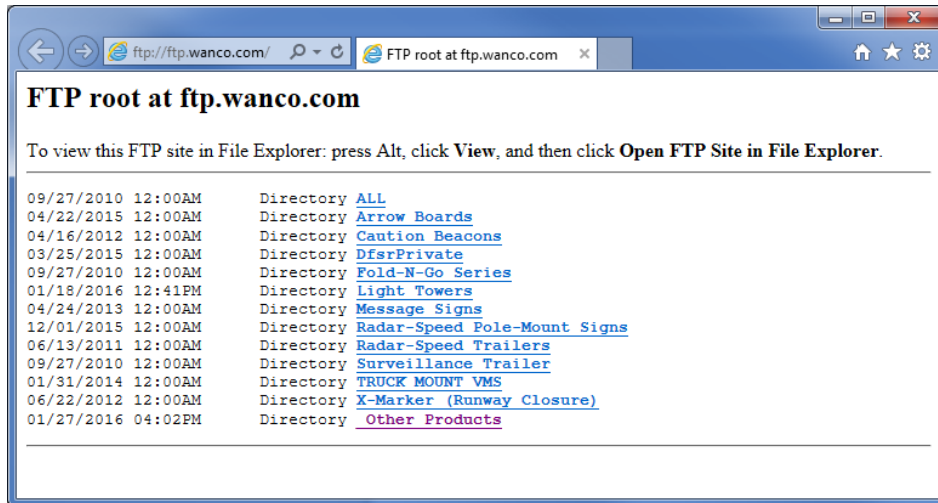 ftp://ftp.wanco.com/
FTP root at ftp.wanco.com
FTP root at ftp.wanco.com
To view this FTP site in File Explorer: press Alt, click View, and then click Open FTP Site in File Explorer.
09/27/2010 12:00AM Directory ALL
04/22/2015 12:00AM Directory Arrow Boards
04/16/2012 12:00AM Directory Caution Beacons
03/25/2015 12:00AM Directory DfsrPrivate
09/27/2010 12:00AM Directory Fold-N-Go Series
01/18/2016 12:41PM Directory Light Towers
04/24/2013 12:00AM Directory Message Signs
12/01/2015 12:00AM Directory Radar-Speed Pole-Mount Signs
06/13/2011 12:00AM Directory Radar-Speed Trailers
09/27/2010 12:00AM Directory Surveillance Trailer
01/31/2014 12:00AM Directory TRUCK MOUNT VMS
06/22/2012 12:00AM Directory X-Marker (Runway Closure)
01/27/2016 04:02PM Directory Other Products